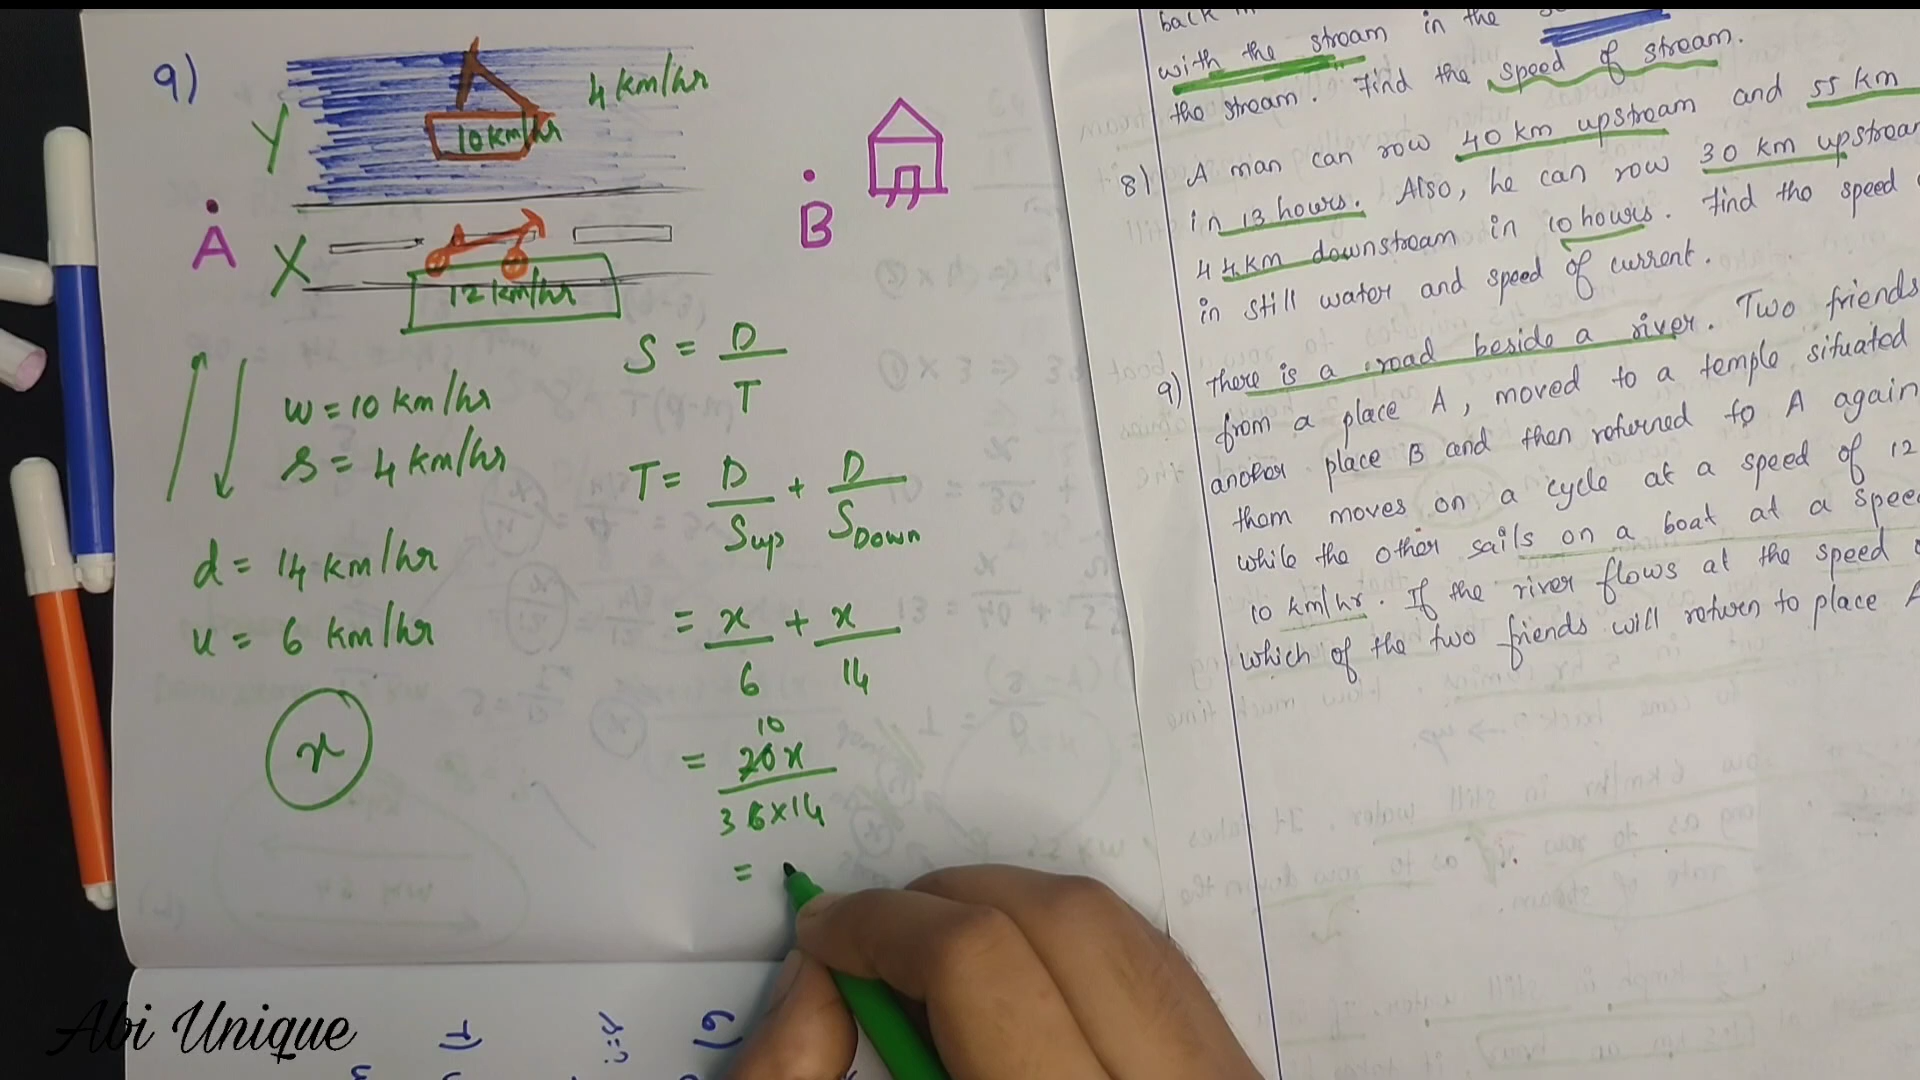 9)
Y
4 km/hr
10 km/hr
A
B
X
12 km/hr
S = D
T
w = 10 km/hr
s = 4 km/hr
T = D + D
Sup SDown
d = 14 km/hr
u = 6 km/hr
= x + x
6 14
x
10
= 20x
3 6x14
=
Abi Unique
T)
6)
back
with the stream in the
the stream. Find the speed of stream.
8) A man can row 40 km upstream and 55 km
in 13 hours. Also, he can row 30 km upstream
44km downstream in 10 hours. Find the speed
in still water and speed of current.
9) there is a road beside a river. Two friends
from a place A, moved to a temple situated
another place B and then returned to A again
them moves on a cycle at a speed of 12
while the other sails on a boat at a speed
10 km/hr. If the river flows at the speed
which of the two friends will return to place A